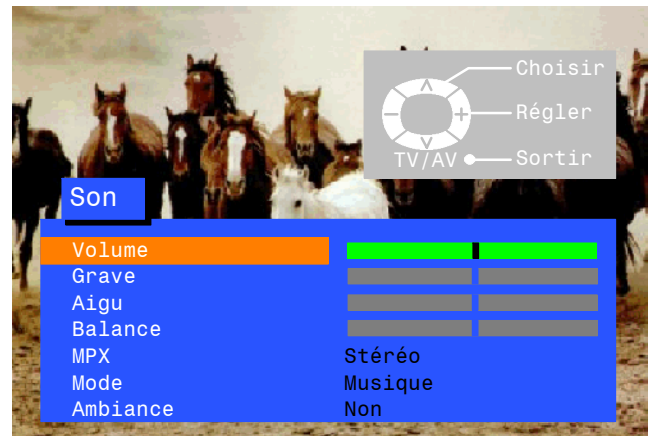 Choisir
Régler
TV/AV Sortir
Son
Volume
Grave
Aigu
Balance
MPX Stéréo
Mode Musique
Ambiance Non